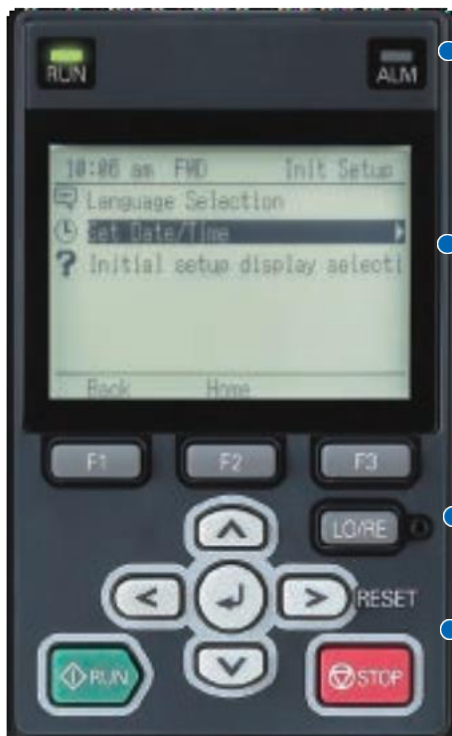 RUN ALM
10:06 am FWD Init Setup
Language Selection
Set Date/Time
? Initial setup display selecti
Back Home
F1 F2 F3
LO/RE
< > RESET
RUN STOP